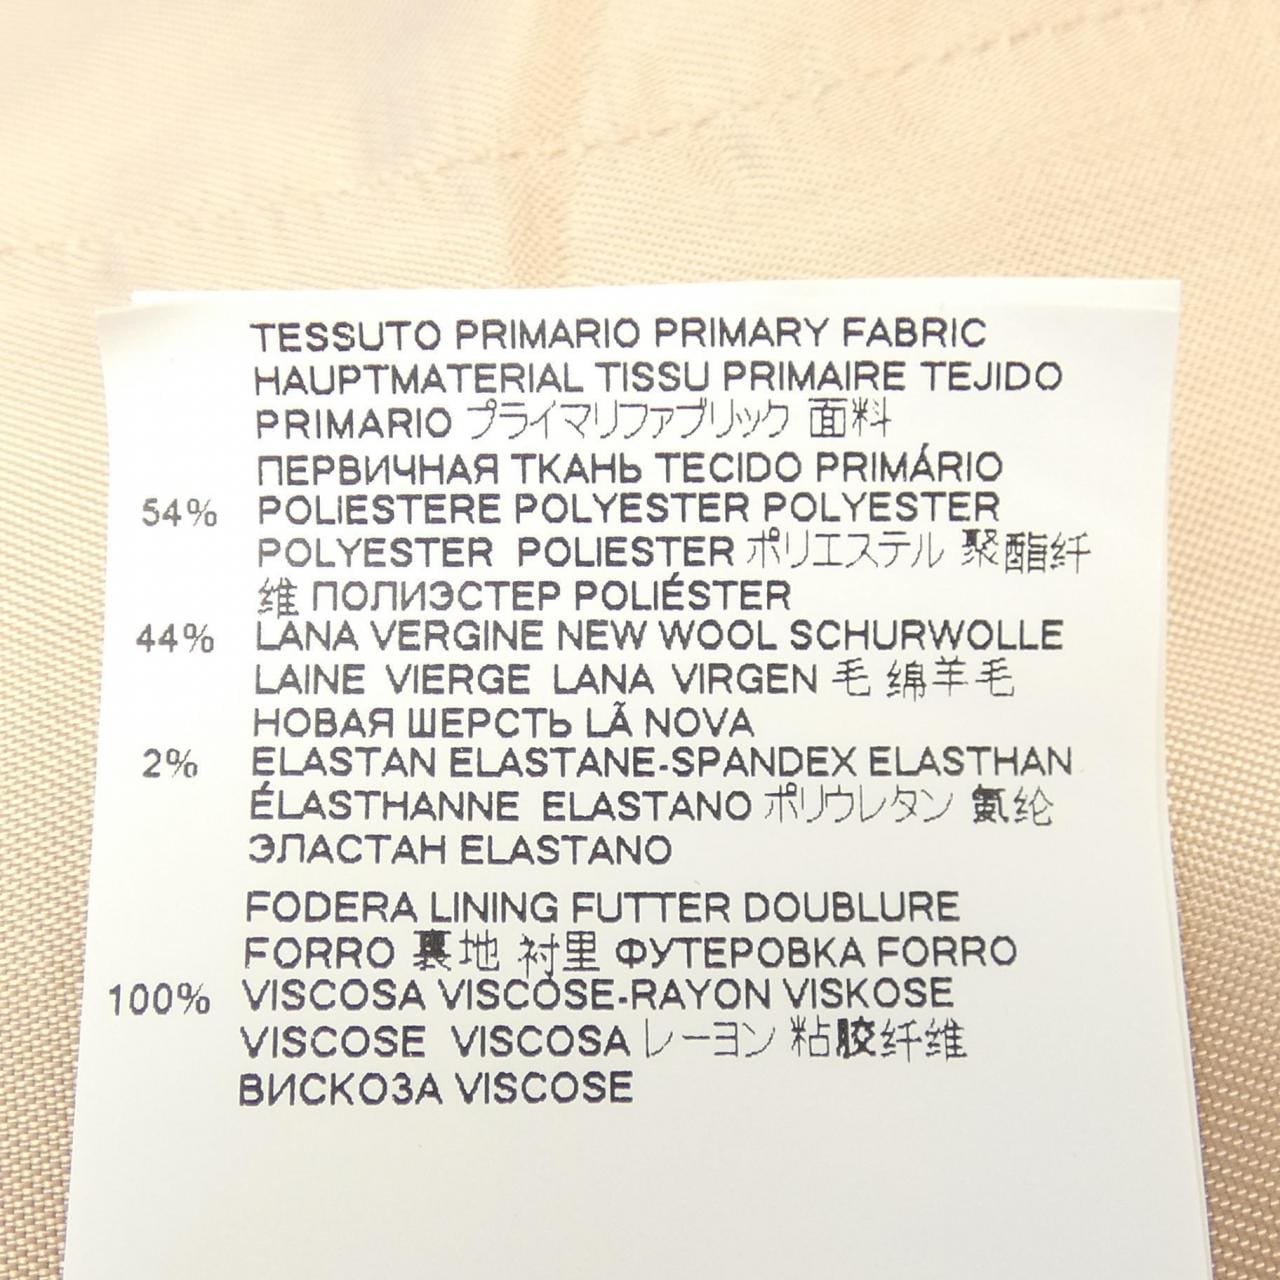 TESSUTO PRIMARIO PRIMARY FABRIC
HAUPTMATERIAL TISSU PRIMAIRE TEJIDO
PRIMARIO プライマリファブリック 面料
ПЕРВИЧНАЯ ТКАНЬ TECIDO PRIMÁRIO
54% POLIESTERE POLYESTER POLYESTER
POLYESTER POLIESTER ポリエステル 聚酯纤
维 ПОЛИЭСТЕР POLIÉSTER
44% LANA VERGINE NEW WOOL SCHURWOLLE
LAINE VIERGE LANA VIRGEN 毛 绵羊毛
НОВАЯ ШЕРСТЬ LÃ NOVA
2% ELASTAN ELASTANE-SPANDEX ELASTHAN
ÉLASTHANNE ELASTANO ポリウレタン 氨纶
ЭЛАСТАН ELASTANO
FODERA LINING FUTTER DOUBLURE
FORRO 裏地 衬里 ФУТЕРОВКА FORRO
100% VISCOSA VISCOSE-RAYON VISKOSE
VISCOSE VISCOSA レーヨン 粘胶纤维
ВИСКОЗА VISCOSE